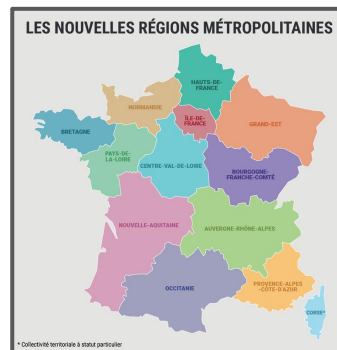 LES NOUVELLES RÉGIONS MÉTROPOLITAINES
HAUTS-DE-
FRANCE
NORMANDIE
ÎLE-DE-
FRANCE
GRAND-EST
BRETAGNE
PAYS-DE-
LA-LOIRE
CENTRE-VAL-DE-LOIRE
BOURGOGNE-
FRANCHE-COMTÉ
NOUVELLE-AQUITAINE
AUVERGNE-RHÔNE-ALPES
OCCITANIE
PROVENCE-ALPES
-CÔTE-D'AZUR
CORSE*
* Collectivité territoriale à statut particulier